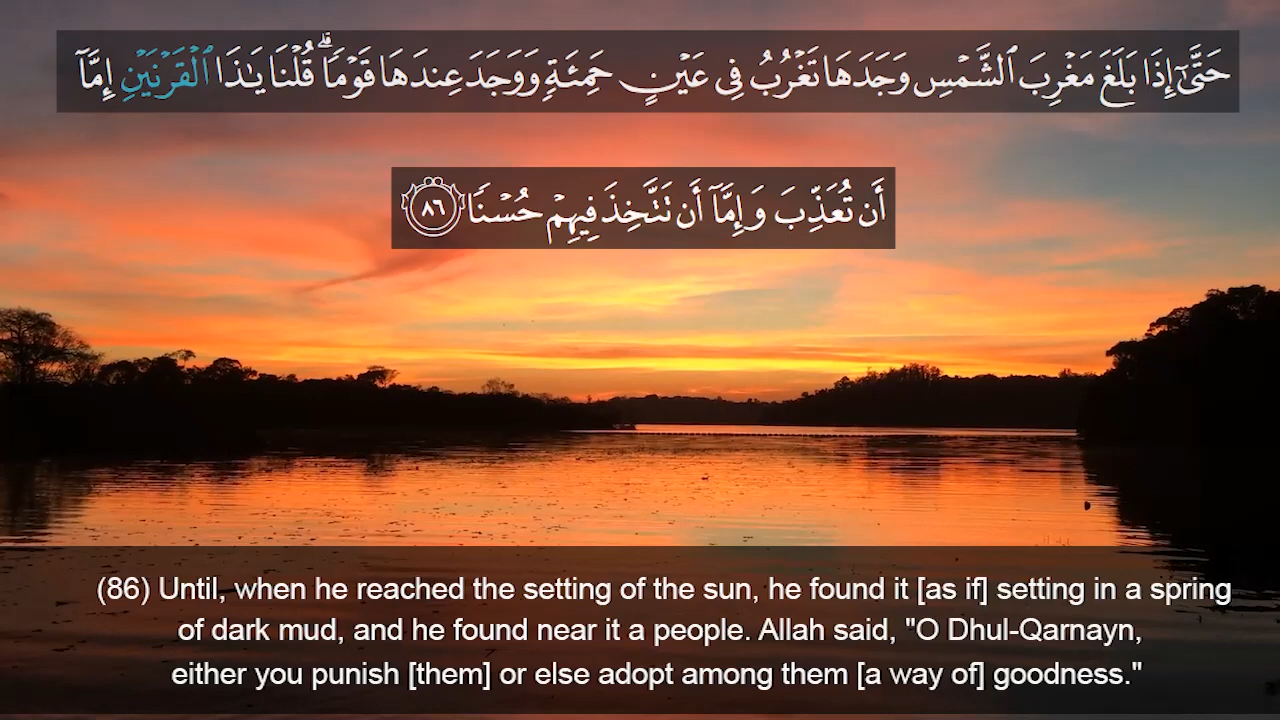 حَتَّىٰٓ إِذَا بَلَغَ مَغۡرِبَ ٱلشَّمۡسِ وَجَدَهَا تَغۡرُبُ فِي عَيۡنٍ حَمِئَةٖ وَوَجَدَ عِندَهَا قَوۡمٗاۗ قُلۡنَا يَٰذَا ٱلۡقَرۡنَيۡنِ إِمَّآ
أَن تُعَذِّبَ وَإِمَّآ أَن تَتَّخِذَ فِيهِمۡ حُسۡنٗا ٨٦
(86) Until, when he reached the setting of the sun, he found it [as if] setting in a spring
of dark mud, and he found near it a people. Allah said, "O Dhul-Qarnayn,
either you punish [them] or else adopt among them [a way of] goodness."